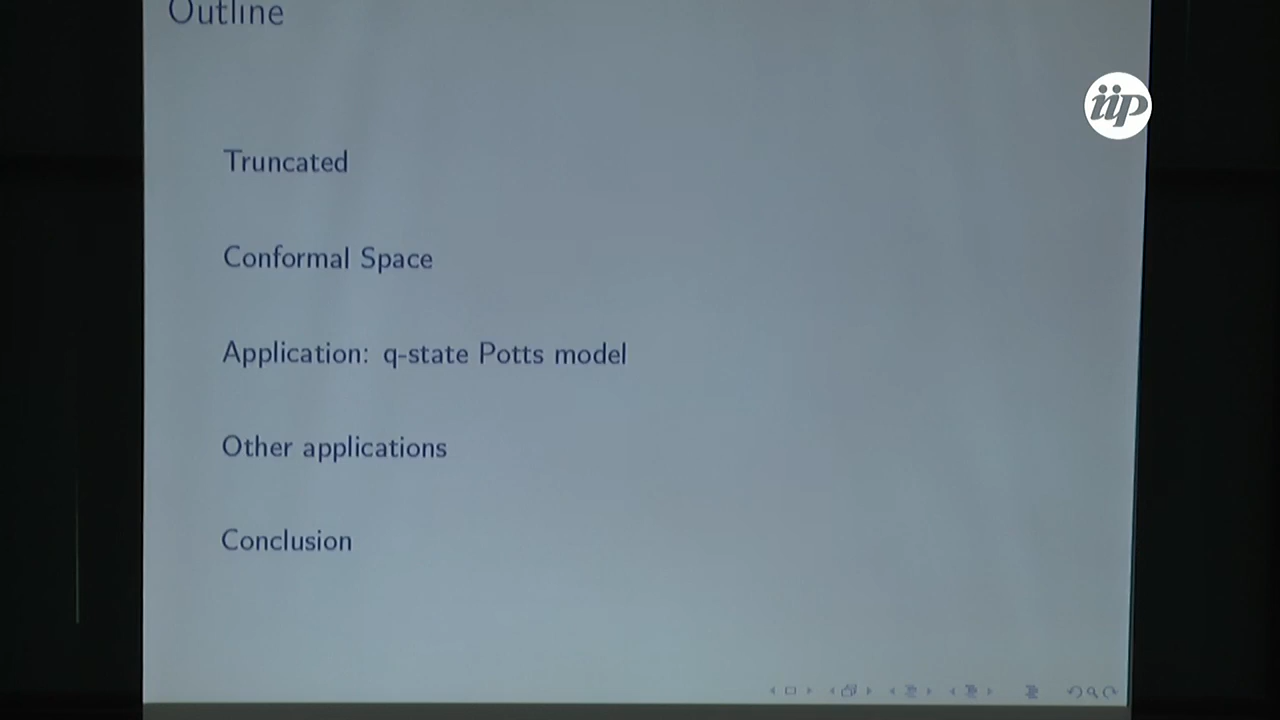 Outline
iip
Truncated
Conformal Space
Application: q-state Potts model
Other applications
Conclusion